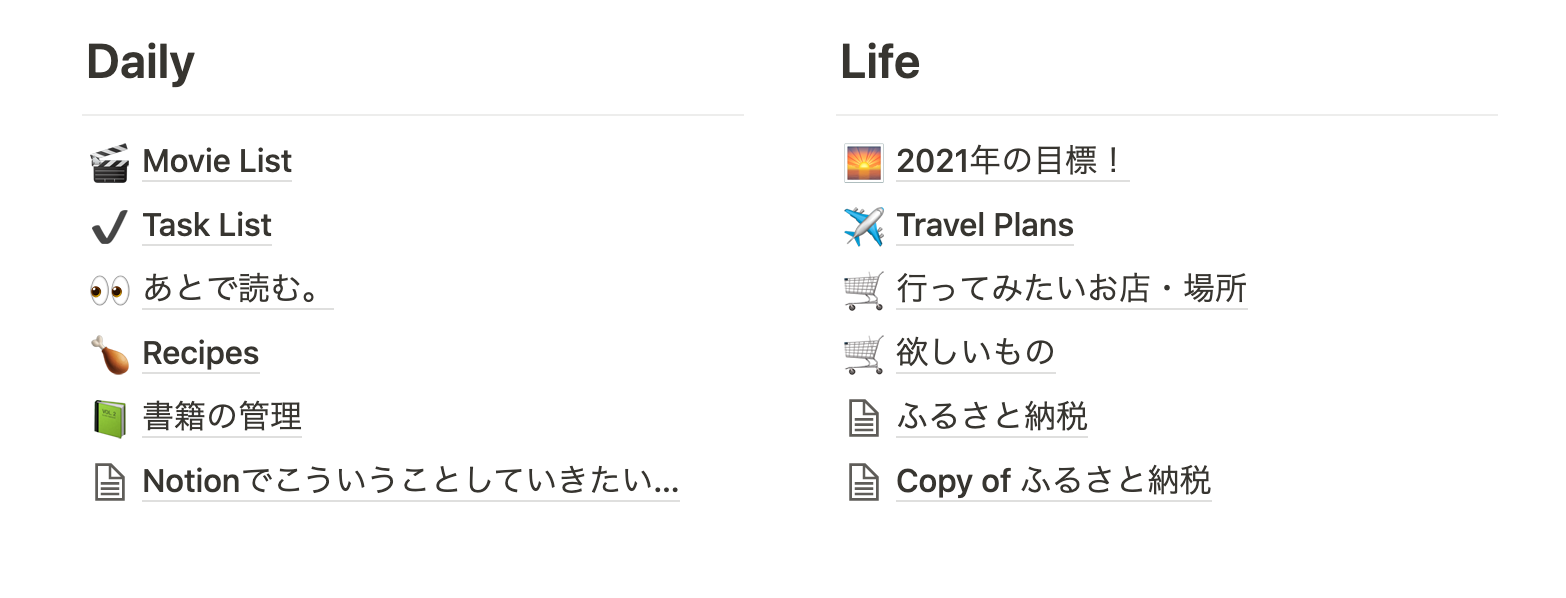 Daily
Movie List
Task List
あとで読む。
Recipes
書籍の管理
Notionでこういうことしていきたい...
Life
2021年の目標！
Travel Plans
行ってみたいお店・場所
欲しいもの
ふるさと納税
Copy of ふるさと納税